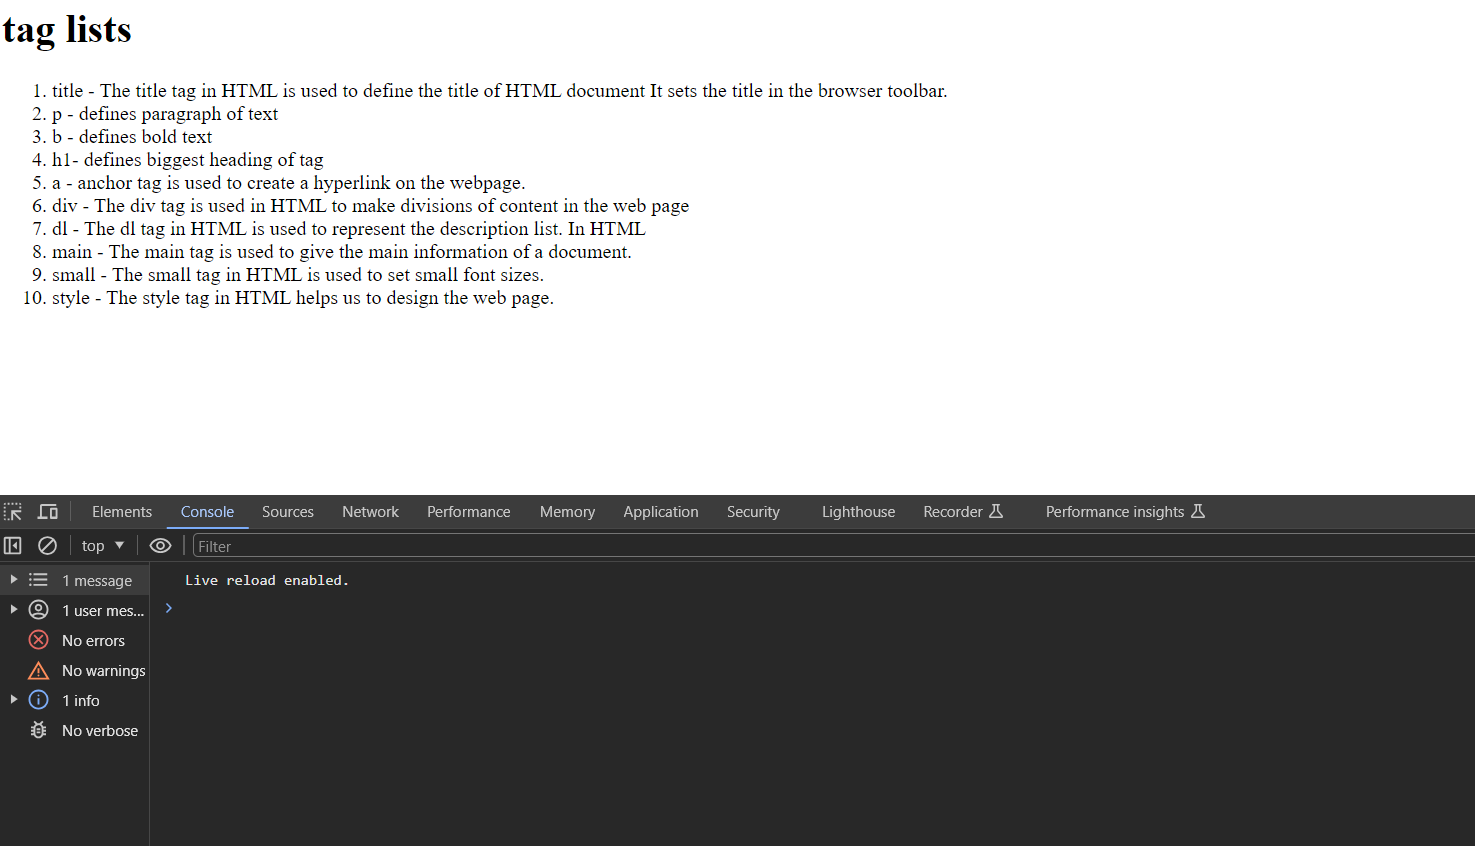 tag lists
1. title - The title tag in HTML is used to define the title of HTML document It sets the title in the browser toolbar.
2. p - defines paragraph of text
3. b - defines bold text
4. h1- defines biggest heading of tag
5. a - anchor tag is used to create a hyperlink on the webpage.
6. div - The div tag is used in HTML to make divisions of content in the web page
7. dl - The dl tag in HTML is used to represent the description list. In HTML
8. main - The main tag is used to give the main information of a document.
9. small - The small tag in HTML is used to set small font sizes.
10. style - The style tag in HTML helps us to design the web page.
Elements Console Sources Network Performance Memory Application Security Lighthouse Recorder Performance insights
top Filter
1 message Live reload enabled.
1 user mes...
No errors
No warnings
1 info
No verbose